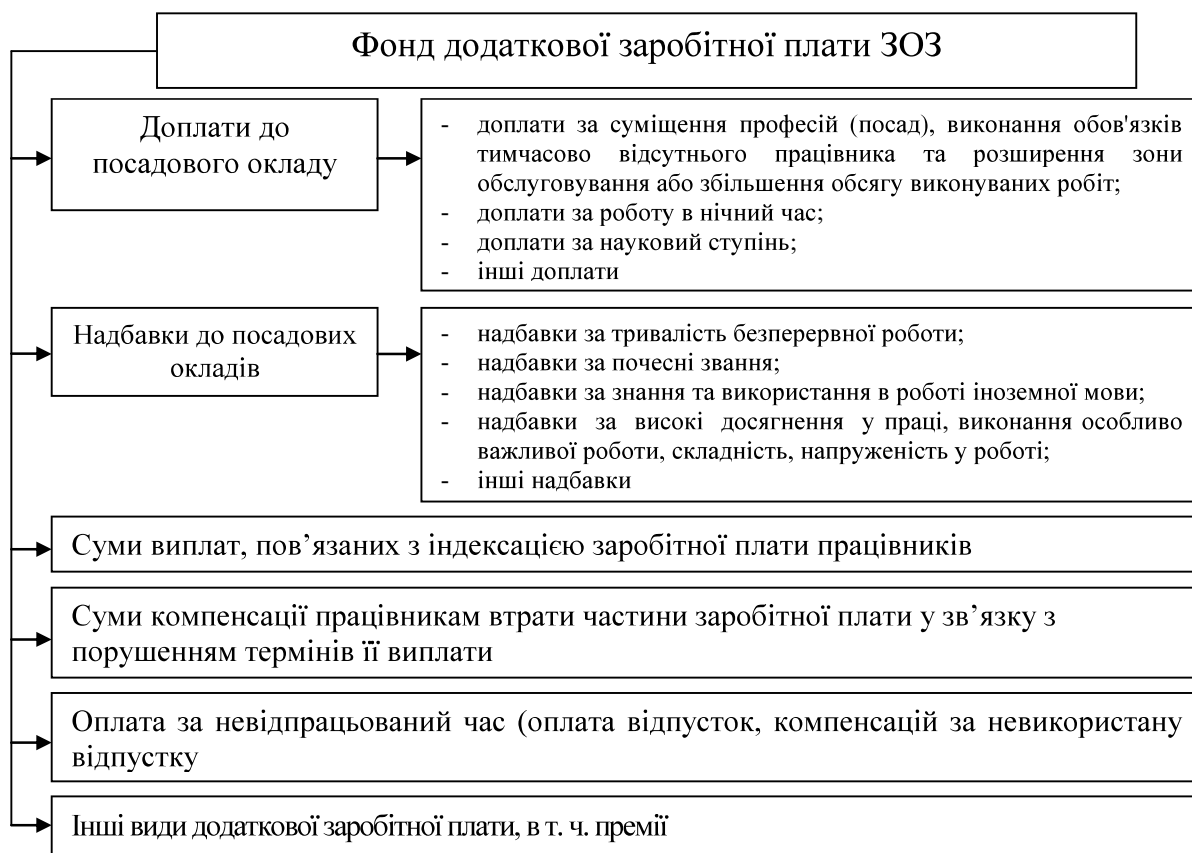 Фонд додаткової заробітної плати ЗОЗ
Доплати до
посадового окладу
- доплати за суміщення професій (посад), виконання обов'язків
тимчасово відсутнього працівника та розширення зони
обслуговування або збільшення обсягу виконуваних робіт;
- доплати за роботу в нічний час;
- доплати за науковий ступінь;
- інші доплати
Надбавки до посадових
окладів
- надбавки за тривалість безперервної роботи;
- надбавки за почесні звання;
- надбавки за знання та використання в роботі іноземної мови;
- надбавки за високі досягнення у праці, виконання особливо
важливої роботи, складність, напруженість у роботі;
- інші надбавки
Суми виплат, пов’язаних з індексацією заробітної плати працівників
Суми компенсації працівникам втрати частини заробітної плати у зв’язку з
порушенням термінів її виплати
Оплата за невідпрацьований час (оплата відпусток, компенсацій за невикористану
відпустку
Інші види додаткової заробітної плати, в т. ч. премії